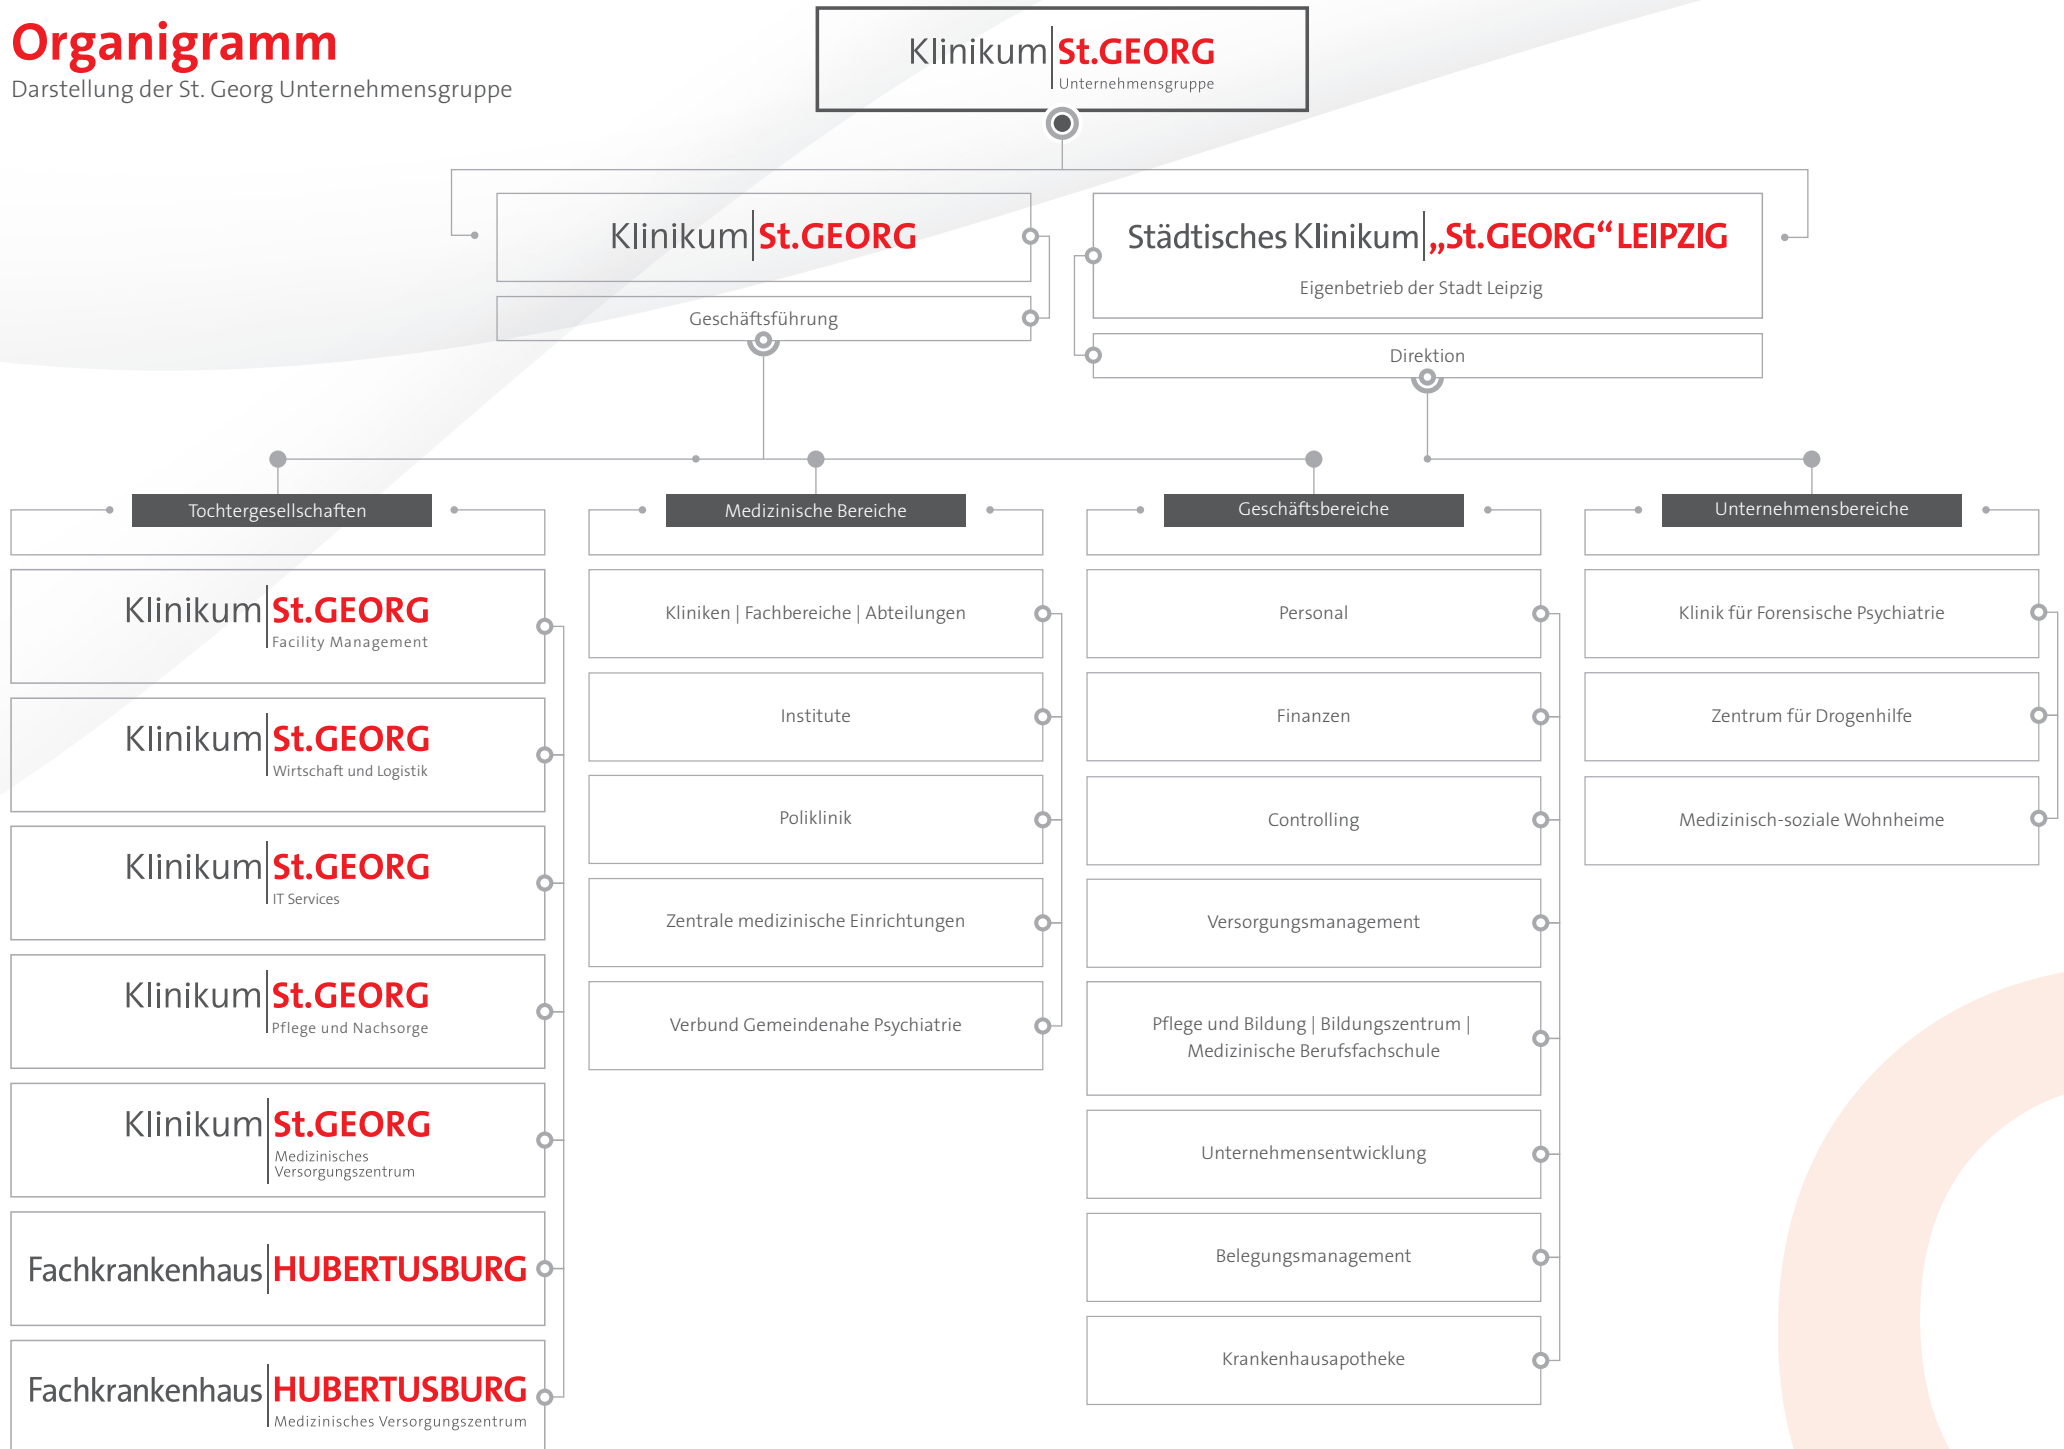 Organigramm
Darstellung der St. Georg Unternehmensgruppe
Klinikum St.GEORG
Unternehmensgruppe
Klinikum St.GEORG
Geschäftsführung
Städtisches Klinikum „St.GEORG“ LEIPZIG
Eigenbetrieb der Stadt Leipzig
Direktion
Tochtergesellschaften
Klinikum St.GEORG
Facility Management
Klinikum St.GEORG
Wirtschaft und Logistik
Klinikum St.GEORG
IT Services
Klinikum St.GEORG
Pflege und Nachsorge
Klinikum St.GEORG
Medizinisches
Versorgungszentrum
Fachkrankenhaus HUBERTUSBURG
Fachkrankenhaus HUBERTUSBURG
Medizinisches Versorgungszentrum
Medizinische Bereiche
Kliniken | Fachbereiche | Abteilungen
Institute
Poliklinik
Zentrale medizinische Einrichtungen
Verbund Gemeindenahe Psychiatrie
Geschäftsbereiche
Personal
Finanzen
Controlling
Versorgungsmanagement
Pflege und Bildung | Bildungszentrum |
Medizinische Berufsfachschule
Unternehmensentwicklung
Belegungsmanagement
Krankenhausapotheke
Unternehmensbereiche
Klinik für Forensische Psychiatrie
Zentrum für Drogenhilfe
Medizinisch-soziale Wohnheime